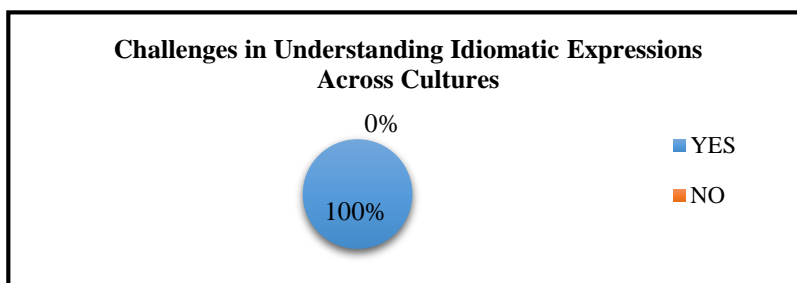 Challenges in Understanding Idiomatic Expressions
Across Cultures
0%
100%
YES
NO